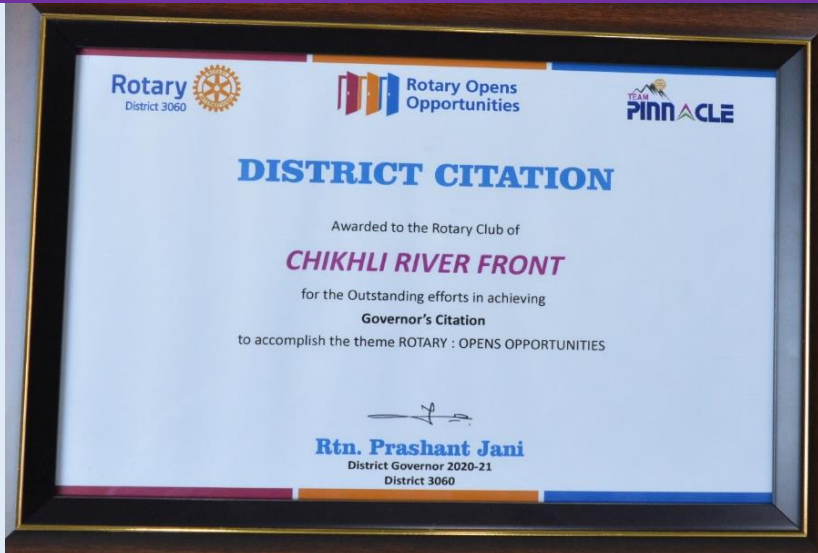 Rotary
District 3060
Rotary Opens
Opportunities
TEAM
PINNACLE
DISTRICT CITATION
Awarded to the Rotary Club of
CHIKHLI RIVER FRONT
for the Outstanding efforts in achieving
Governor's Citation
to accomplish the theme ROTARY : OPENS OPPORTUNITIES
Rtn. Prashant Jani
District Governor 2020-21
District 3060